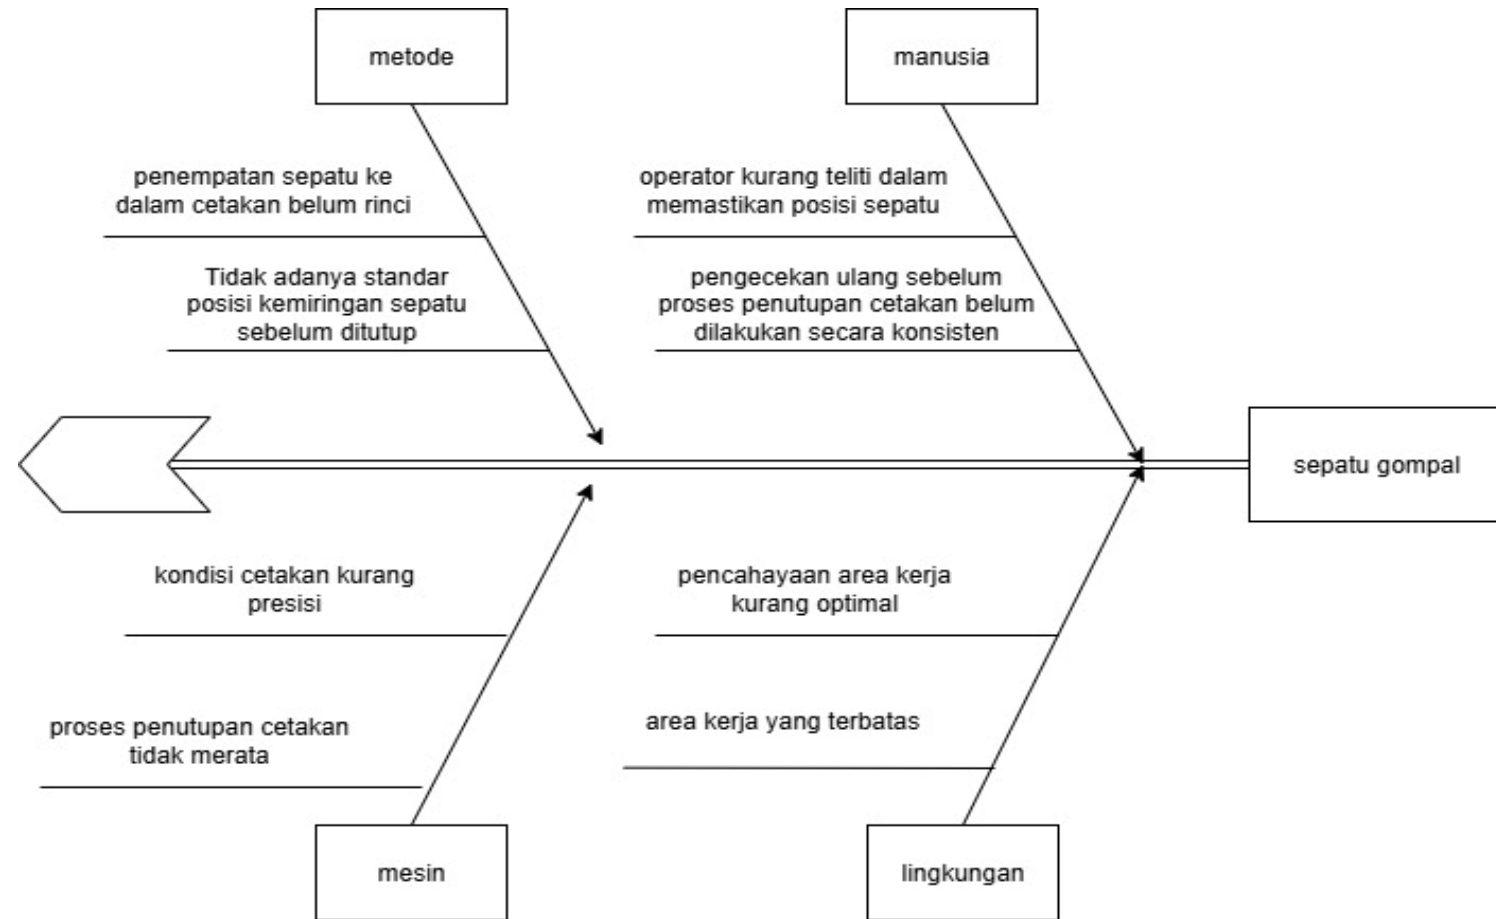 metode
manusia
penempatan sepatu ke
dalam cetakan belum rinci
operator kurang teliti dalam
memastikan posisi sepatu
Tidak adanya standar
posisi kemiringan sepatu
sebelum ditutup
pengecekan ulang sebelum
proses penutupan cetakan belum
dilakukan secara konsisten
sepatu gompal
kondisi cetakan kurang
presisi
pencahayaan area kerja
kurang optimal
proses penutupan cetakan
tidak merata
area kerja yang terbatas
mesin
lingkungan